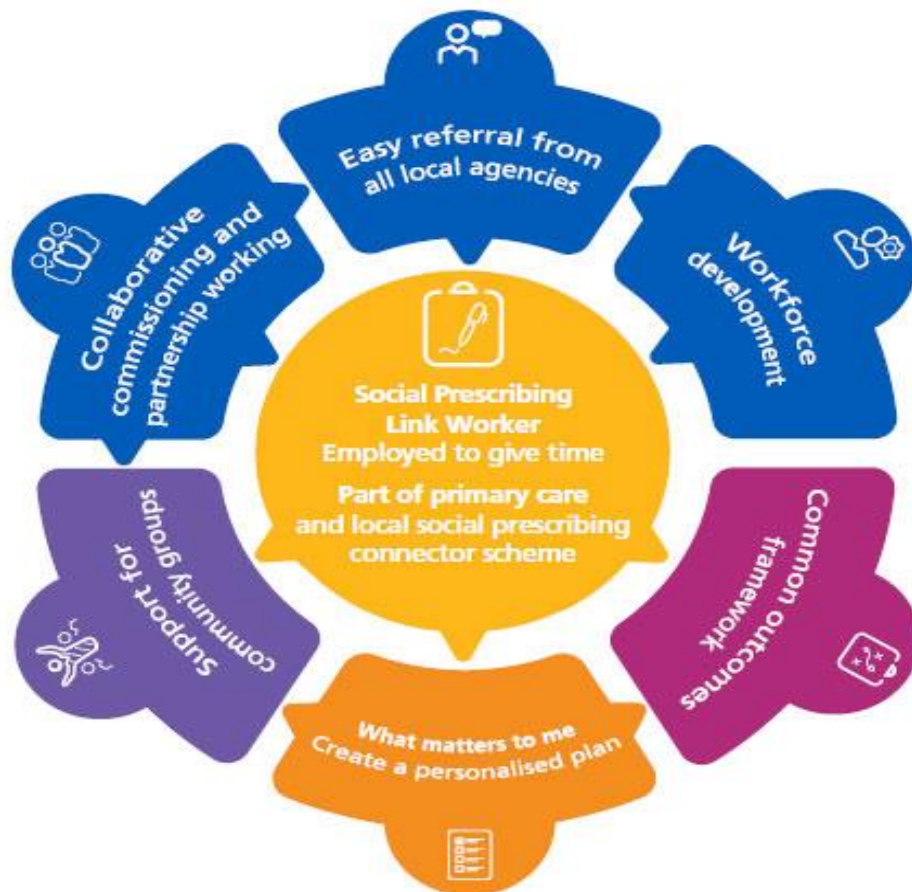 Easy referral from
all local agencies
Workforce
development
Common outcomes
framework
What matters to me
Create a personalised plan
Support for
community groups
Collaborative
commissioning and
partnership working
Social Prescribing
Link Worker
Employed to give time
Part of primary care
and local social prescribing
connector scheme